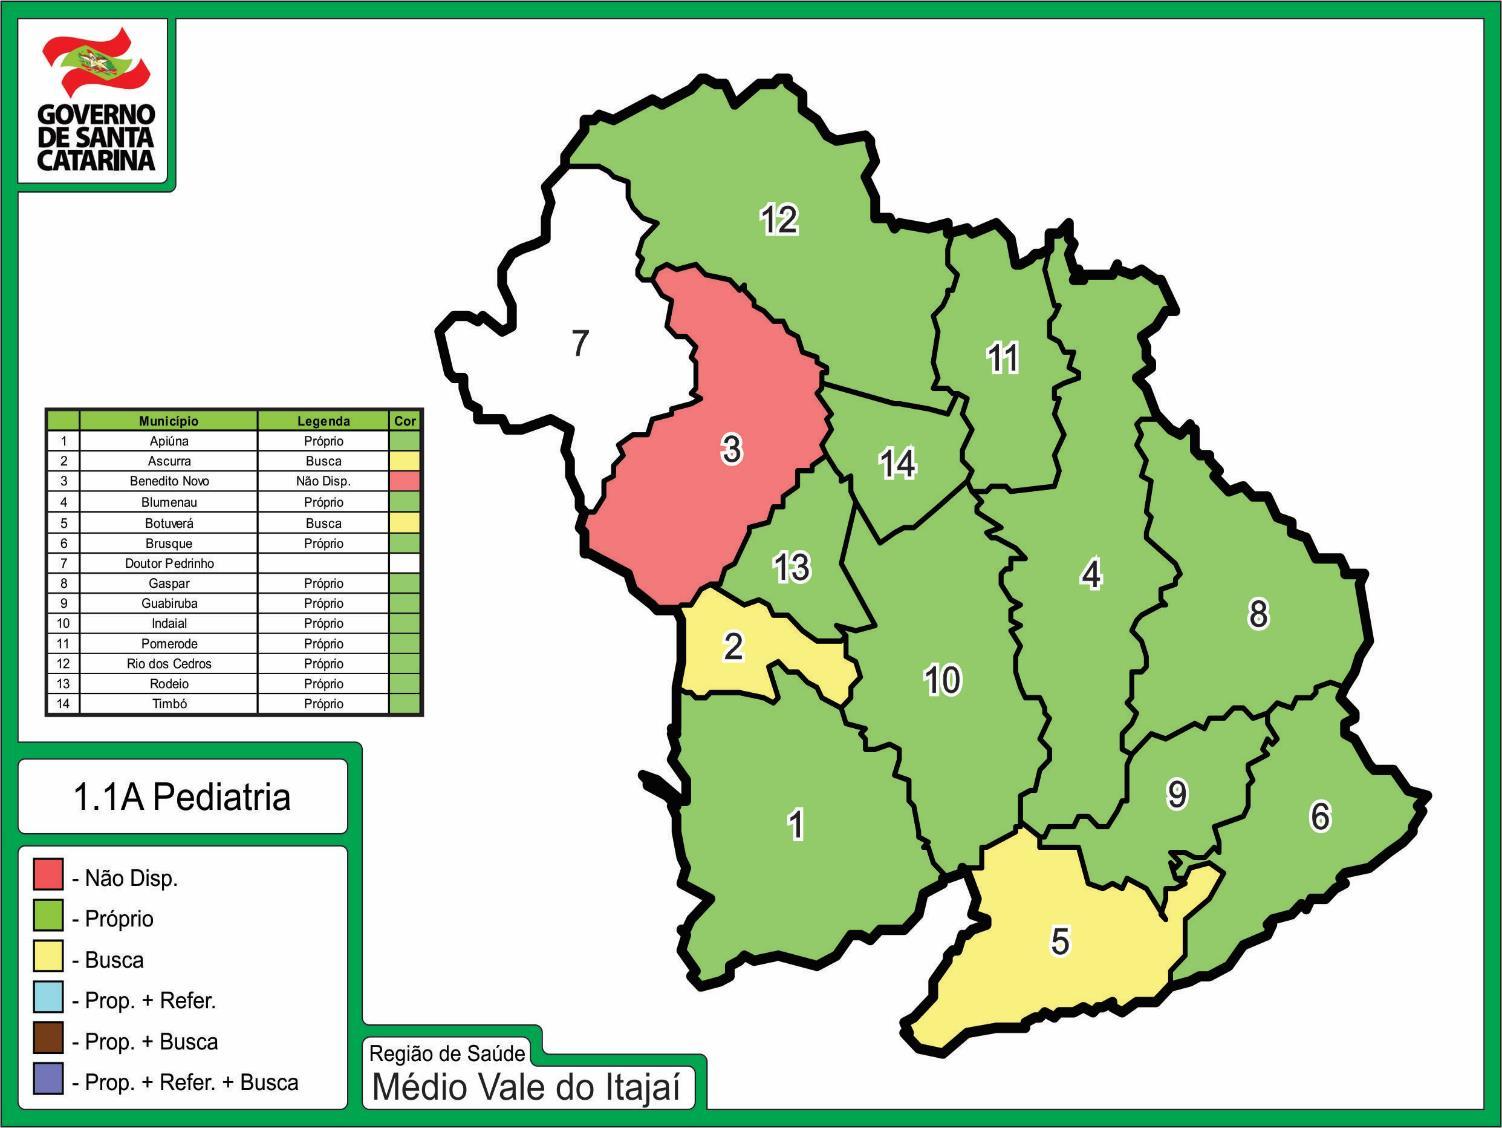 GOVERNO
DE SANTA
CATARINA
12
11
7
3
14
13
4
8
2
10
9
1
6
5
Município Legenda Cor
1 Apiúna Próprio
2 Ascurra Busca
3 Benedito Novo Não Disp.
4 Blumenau Próprio
5 Botuverá Busca
6 Brusque Próprio
7 Doutor Pedrinho
8 Gaspar Próprio
9 Guabiruba Próprio
10 Indaial Próprio
11 Pomerode Próprio
12 Rio dos Cedros Próprio
13 Rodeio Próprio
14 Timbó Próprio
1.1A Pediatria
- Não Disp.
- Próprio
- Busca
- Prop. + Refer.
- Prop. + Busca
- Prop. + Refer. + Busca
Região de Saúde
Médio Vale do Itajaí